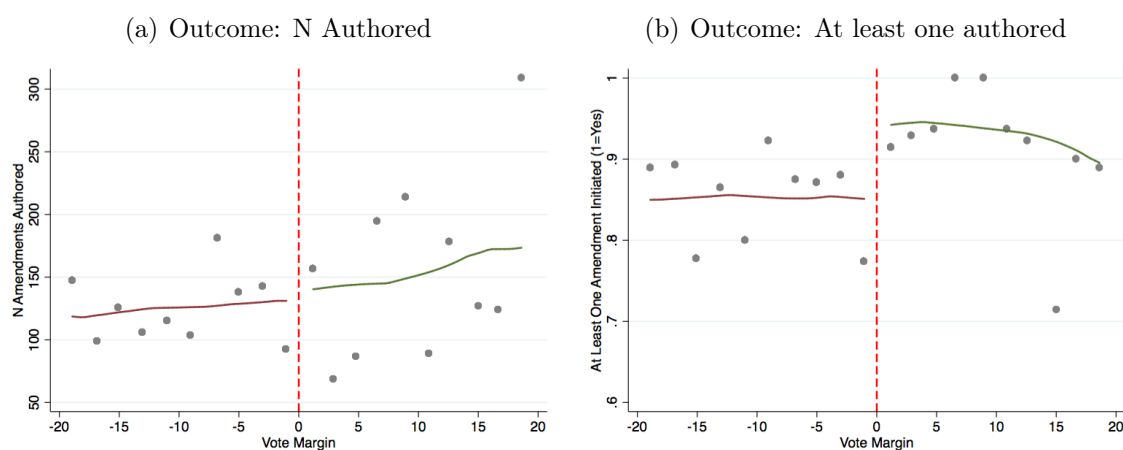 (a) Outcome: N Authored
N Amendments Authored
300
250
200
150
100
50
-20 -15 -10 -5 0 5 10 15 20
Vote Margin
(b) Outcome: At least one authored
At Least One Amendment Initiated (1=Yes)
1
.9
.8
.7
.6
-20 -15 -10 -5 0 5 10 15 20
Vote Margin